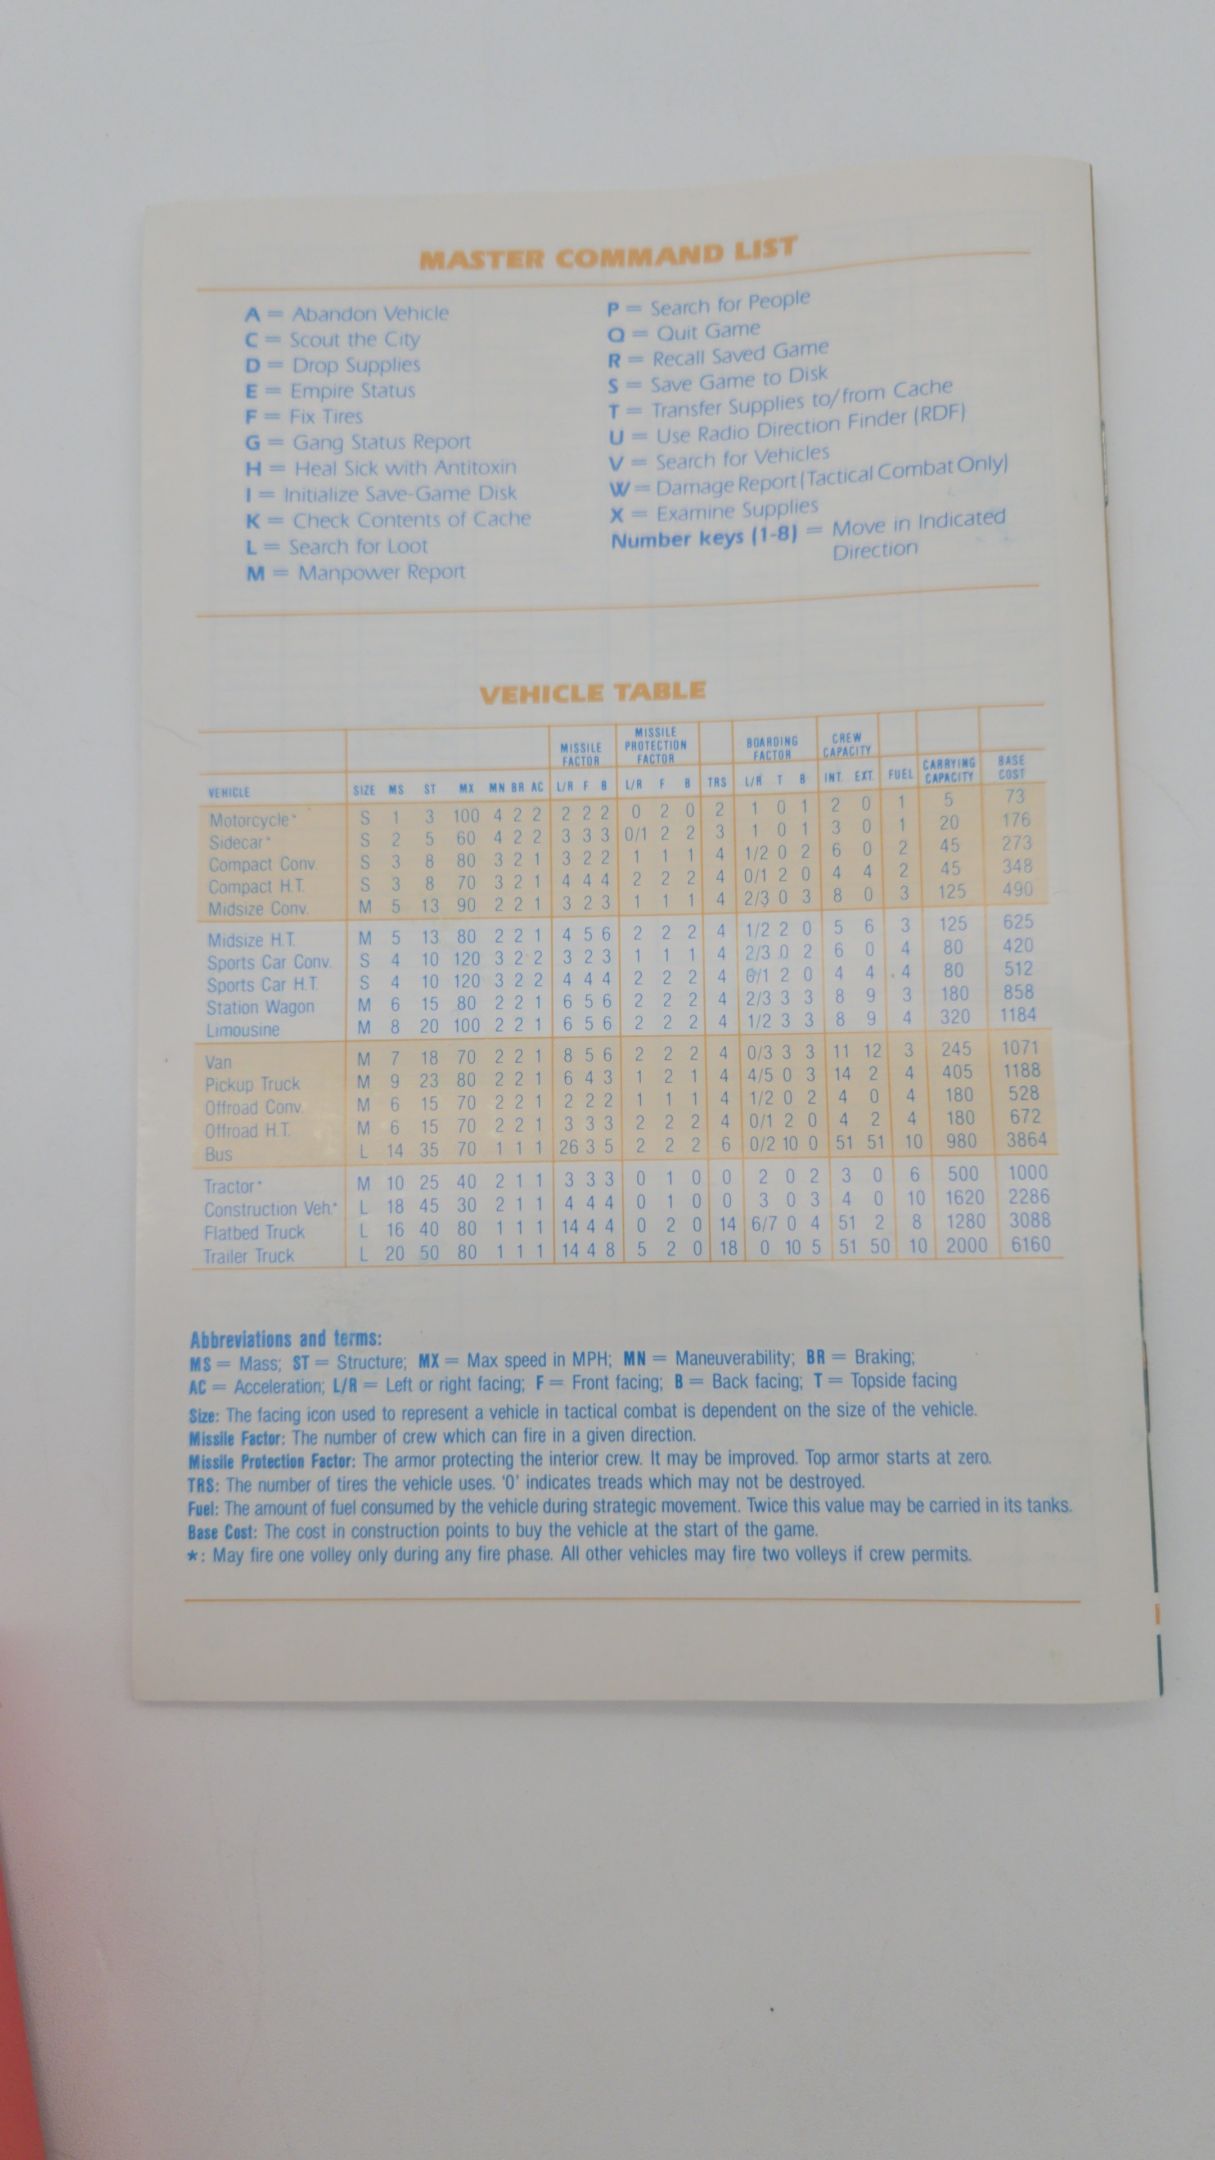 MASTER COMMAND LIST
A = Abandon Vehicle
C = Scout the City
D = Drop Supplies
E = Empire Status
F = Fix Tires
G = Gang Status Report
H = Heal Sick with Antitoxin
I = Initialize Save-Game Disk
K = Check Contents of Cache
L = Search for Loot
M = Manpower Report
P = Search for People
Q = Quit Game
R = Recall Saved Game
S = Save Game to Disk
T = Transfer Supplies to/from Cache
U = Use Radio Direction Finder (RDF)
V = Search for Vehicles
W = Damage Report (Tactical Combat Only)
X = Examine Supplies
Number keys (1-8) = Move in Indicated
Direction
VEHICLE TABLE
MISSILE FACTOR MISSILE PROTECTION FACTOR BOARDING FACTOR CREW CAPACITY
VEHICLE SIZE MS ST MX MN BR AC L/R F B L/R F B TRS L/R T B INT. EXT. FUEL CARRYING CAPACITY BASE COST
Motorcycle* S 1 3 100 4 2 2 2 2 2 0 2 0 2 1 0 1 2 0 1 5 73
Sidecar* S 2 5 60 4 2 2 3 3 3 0/1 2 2 3 1 0 1 3 0 1 20 176
Compact Conv. S 3 8 80 3 2 1 3 2 2 1 1 1 4 1/2 0 2 6 0 2 45 273
Compact H.T. S 3 8 70 3 2 1 4 4 4 2 2 2 4 0/1 2 0 4 4 2 45 348
Midsize Conv. M 5 13 90 2 2 1 3 2 3 1 1 1 4 2/3 0 3 8 0 3 125 490
Midsize H.T. M 5 13 80 2 2 1 4 5 6 2 2 2 4 1/2 2 0 5 6 3 125 625
Sports Car Conv. S 4 10 120 3 2 2 3 2 3 1 1 1 4 2/3 0 2 6 0 4 80 420
Sports Car H.T. S 4 10 120 3 2 2 4 4 4 2 2 2 4 0/1 2 0 4 4 4 80 512
Station Wagon M 6 15 80 2 2 1 6 5 6 2 2 2 4 2/3 3 3 8 9 3 180 858
Limousine M 8 20 100 2 2 1 6 5 6 2 2 2 4 1/2 3 3 8 9 4 320 1184
Van M 7 18 70 2 2 1 8 5 6 2 2 2 4 0/3 3 3 11 12 3 245 1071
Pickup Truck M 9 23 80 2 2 1 6 4 3 1 2 1 4 4/5 0 3 14 2 4 405 1188
Offroad Conv. M 6 15 70 2 2 1 2 2 2 1 1 1 4 1/2 0 2 4 0 4 180 528
Offroad H.T. M 6 15 70 2 2 1 3 3 3 2 2 2 4 0/1 2 0 4 2 4 180 672
Bus L 14 35 70 1 1 1 26 3 5 2 2 2 6 0/2 10 0 51 51 10 980 3864
Tractor* M 10 25 40 2 1 1 3 3 3 0 1 0 0 2 0 2 3 0 6 500 1000
Construction Veh.* L 18 45 30 2 1 1 4 4 4 0 1 0 0 3 0 3 4 0 10 1620 2286
Flatbed Truck L 16 40 80 1 1 1 14 4 4 0 2 0 14 6/7 0 4 51 2 8 1280 3088
Trailer Truck L 20 50 80 1 1 1 14 4 8 5 2 0 18 0 10 5 51 50 10 2000 6160
Abbreviations and terms:
MS = Mass; ST = Structure; MX = Max speed in MPH; MN = Maneuverability; BR = Braking;
AC = Acceleration; L/R = Left or right facing; F = Front facing; B = Back facing; T = Topside facing
Size: The facing icon used to represent a vehicle in tactical combat is dependent on the size of the vehicle.
Missile Factor: The number of crew which can fire in a given direction.
Missile Protection Factor: The armor protecting the interior crew. It may be improved. Top armor starts at zero.
TRS: The number of tires the vehicle uses. '0' indicates treads which may not be destroyed.
Fuel: The amount of fuel consumed by the vehicle during strategic movement. Twice this value may be carried in its tanks.
Base Cost: The cost in construction points to buy the vehicle at the start of the game.
*: May fire one volley only during any fire phase. All other vehicles may fire two volleys if crew permits.